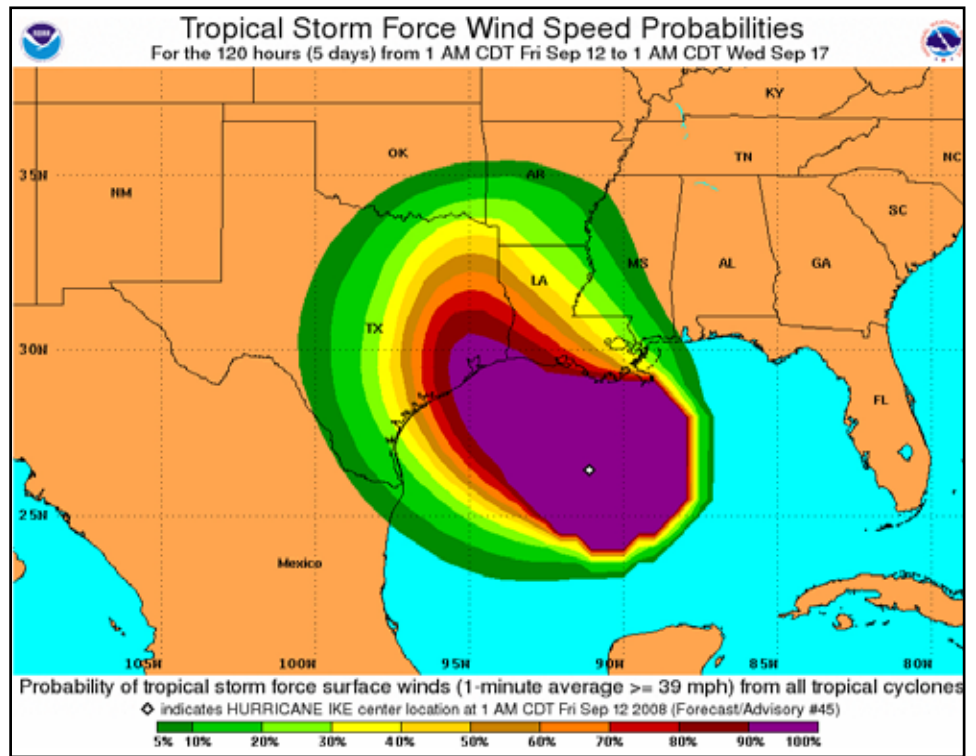 Tropical Storm Force Wind Speed Probabilities
For the 120 hours (5 days) from 1 AM CDT Fri Sep 12 to 1 AM CDT Wed Sep 17
KY
OK
TN
NC
35N
AR
NM
SC
MS
AL
GA
LA
TX
30N
FL
25N
Mexico
105W 100W 95W 90W 85W 80W
Probability of tropical storm force surface winds (1-minute average >= 39 mph) from all tropical cyclones
indicates HURRICANE IKE center location at 1 AM CDT Fri Sep 12 2008 (Forecast/Advisory #45)
5% 10% 20% 30% 40% 50% 60% 70% 80% 90% 100%